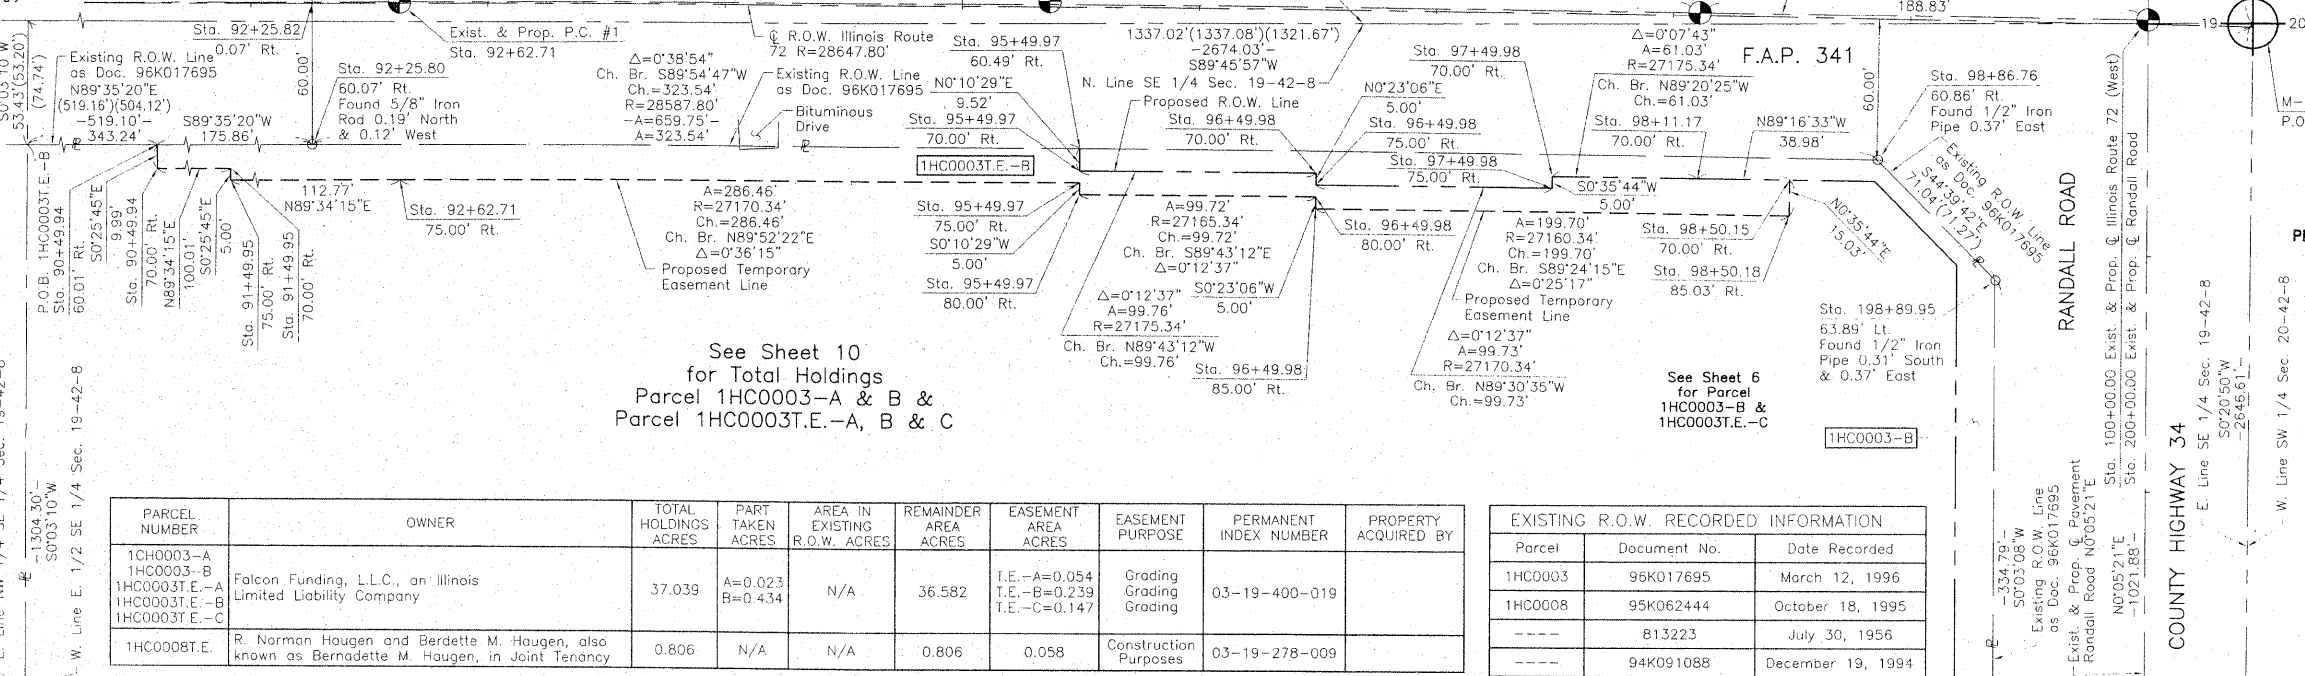 188.83'
19
20
Sta. 92+25.82
0.07' Rt.
Exist. & Prop. P.C. #1
Sta. 92+62.71
℄ R.O.W. Illinois Route
72 R=28647.80'
Sta. 95+49.97
60.49' Rt.
1337.02'(1337.08')(1321.67')
-2674.03'-
S89°45'57"W
N. Line SE 1/4 Sec. 19-42-8
Sta. 97+49.98
70.00' Rt.
Δ=0°07'43"
A=61.03'
R=27175.34'
Ch. Br. N89°20'25"W
Ch.=61.03'
F.A.P. 341
60.00'
Sta. 98+86.76
60.86' Rt.
Found 1/2" Iron
Pipe 0.37' East
S0°03'10"W
53.43'(53.20')
(74.74')
Existing R.O.W. Line
as Doc. 96K017695
N89°35'20"E
(519.16')(504.12')
-519.10'-
343.24'
S89°35'20"W
175.86'
60.00'
Sta. 92+25.80
60.07' Rt.
Found 5/8" Iron
Rod 0.19' North
& 0.12' West
Δ=0°38'54"
Ch. Br. S89°54'47"W
Ch.=323.54'
R=28587.80'
-A=659.75'-
A=323.54'
Existing R.O.W. Line
as Doc. 96K017695
Bituminous
Drive
N0°10'29"E
9.52'
Sta. 95+49.97
70.00' Rt.
1HC0003T.E.-B
Proposed R.O.W. Line
Sta. 96+49.98
70.00' Rt.
N0°23'06"E
5.00'
Sta. 96+49.98
75.00' Rt.
Sta. 97+49.98
75.00' Rt.
Sta. 98+11.17
70.00' Rt.
N89°16'33"W
38.98'
Existing R.O.W. Line
as Doc. 96K017695
S44°39'42"E
71.04'(71.27')
P.O.B. 1HC0003T.E.-B
Sta. 90+49.94
60.01' Rt.
S0°25'45"E
9.99'
Sta. 90+49.94
70.00' Rt.
N89°34'15"E
100.01'
S0°25'45"E
5.00'
Sta. 91+49.95
75.00' Rt.
Sta. 91+49.95
70.00' Rt.
112.77'
N89°34'15"E
Sta. 92+62.71
75.00' Rt.
A=286.46'
R=27170.34'
Ch.=286.46'
Ch. Br. N89°52'22"E
Δ=0°36'15"
Proposed Temporary
Easement Line
Sta. 95+49.97
75.00' Rt.
S0°10'29"W
5.00'
Sta. 95+49.97
80.00' Rt.
A=99.72'
R=27165.34'
Ch.=99.72'
Ch. Br. S89°43'12"E
Δ=0°12'37"
Δ=0°12'37"
A=99.76'
R=27175.34'
Ch. Br. N89°43'12"W
Ch.=99.76'
S0°23'06"W
5.00'
Sta. 96+49.98
80.00' Rt.
Sta. 96+49.98
85.00' Rt.
S0°35'44"W
5.00'
A=199.70'
R=27160.34'
Ch.=199.70'
Ch. Br. S89°24'15"E
Δ=0°25'17"
Proposed Temporary
Easement Line
Δ=0°12'37"
A=99.73'
R=27170.34'
Ch. Br. N89°30'35"W
Ch.=99.73'
Sta. 98+50.15
70.00' Rt.
Sta. 98+50.18
85.03' Rt.
N0°35'44"E
15.03'
Sta. 198+89.95
63.89' Lt.
Found 1/2" Iron
Pipe 0.31' South
& 0.37' East
RANDALL ROAD
See Sheet 10
for Total Holdings
Parcel 1HC0003-A & B &
Parcel 1HC0003T.E.-A, B & C
See Sheet 6
for Parcel
1HC0003-B &
1HC0003T.E.-C
1HC0003-B
-1304.30'-
S0°03'10"W
W. Line E. 1/2 SE 1/4 Sec. 19-42-8
-334.79'-
S0°03'08"W
Existing R.O.W. Line
as Doc. 96K017695
Exist. & Prop. ℄ Pavement
Randall Road N0°05'21"E
N0°05'21"E
-1021.88'-
Sta. 100+00.00 Exist. & Prop. ℄ Illinois Route 72 (West)
Sta. 200+00.00 Exist. & Prop. ℄ Randall Road
COUNTY HIGHWAY 34
E. Line SE 1/4 Sec. 19-42-8
S0°20'50"W
-2646.61'-
W. Line SW 1/4 Sec. 20-42-8
PARCEL NUMBER OWNER TOTAL HOLDINGS ACRES PART TAKEN ACRES AREA IN EXISTING R.O.W. ACRES REMAINDER AREA ACRES EASEMENT AREA ACRES EASEMENT PURPOSE PERMANENT INDEX NUMBER PROPERTY ACQUIRED BY
1CH0003-A
1HC0003-B
1HC0003T.E.-A
1HC0003T.E.-B
1HC0003T.E.-C
Falcon Funding, L.L.C., an Illinois
Limited Liability Company
37.039
A=0.023
B=0.434
N/A
36.582
T.E.-A=0.054
T.E.-B=0.239
T.E.-C=0.147
Grading
Grading
Grading
03-19-400-019
1HC0008T.E.
R. Norman Haugen and Berdette M. Haugen, also
known as Bernadette M. Haugen, in Joint Tenancy
0.806
N/A
N/A
0.806
0.058
Construction
Purposes
03-19-278-009
EXISTING R.O.W. RECORDED INFORMATION
Parcel Document No. Date Recorded
1HC0003 96K017695 March 12, 1996
1HC0008 95K062444 October 18, 1995
---- 813223 July 30, 1956
---- 94K091088 December 19, 1994